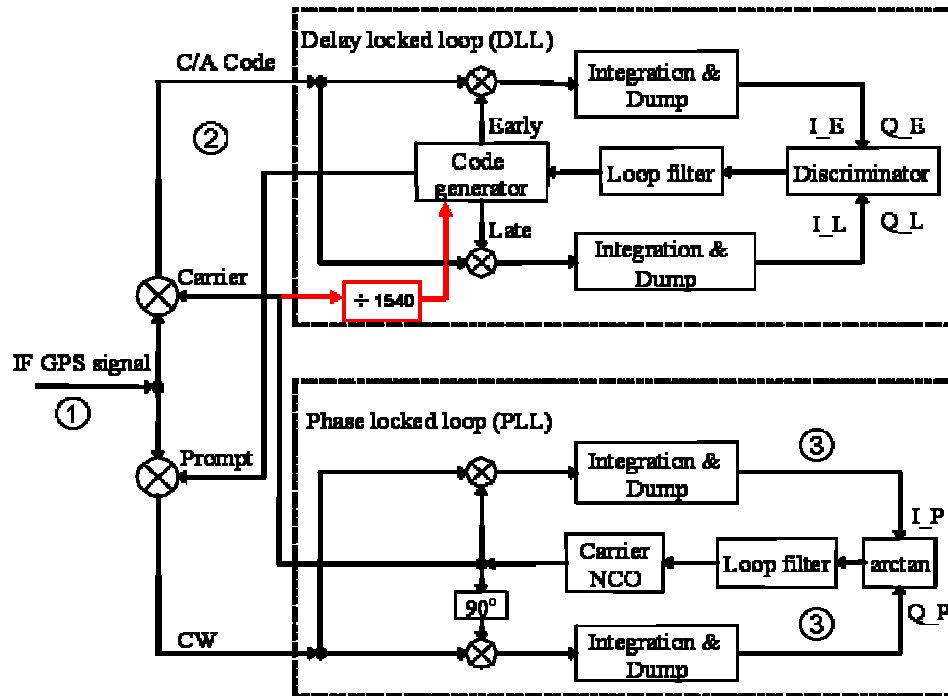 Delay locked loop (DLL)
C/A Code
Integration &
Dump
②
Early
I_E
Q_E
Code
generator
Loop filter
Discriminator
Late
I_L
Q_L
Integration &
Dump
Carrier
÷ 1540
IF GPS signal
①
Phase locked loop (PLL)
Prompt
Integration &
Dump
③
I_P
Carrier
NCO
Loop filter
arctan
90°
Q_P
③
CW
Integration &
Dump